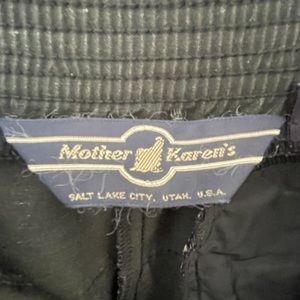 Mother Karen's
SALT LAKE CITY, UTAH, U.S.A.